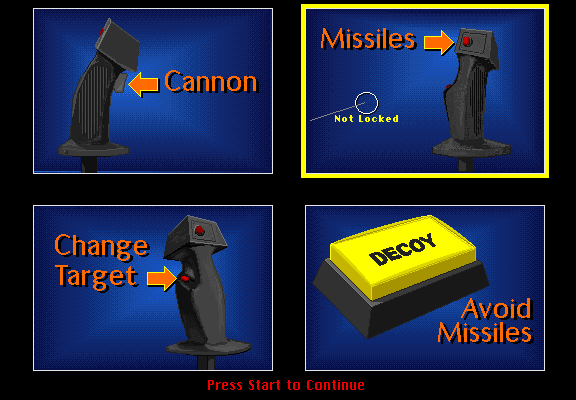 Cannon
Missiles
Not Locked
Change
Target
DECOY
Avoid
Missiles
Press Start to Continue